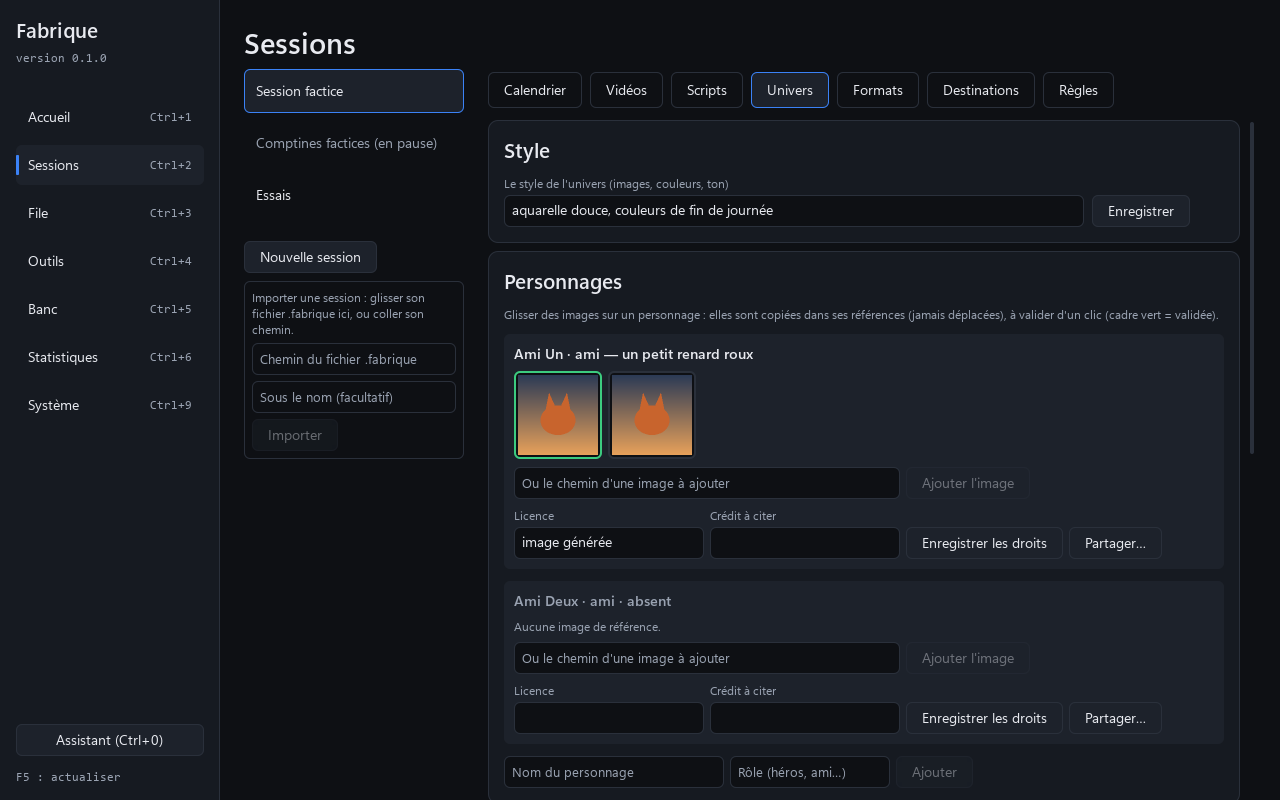 Fabrique
version 0.1.0
Accueil Ctrl+1
Sessions Ctrl+2
File Ctrl+3
Outils Ctrl+4
Banc Ctrl+5
Statistiques Ctrl+6
Système Ctrl+9
Assistant (Ctrl+0)
F5 : actualiser
Sessions
Session factice
Comptines factices (en pause)
Essais
Nouvelle session
Importer une session : glisser son
fichier .fabrique ici, ou coller son
chemin.
Chemin du fichier .fabrique
Sous le nom (facultatif)
Importer
Calendrier Vidéos Scripts Univers Formats Destinations Règles
Style
Le style de l'univers (images, couleurs, ton)
aquarelle douce, couleurs de fin de journée Enregistrer
Personnages
Glisser des images sur un personnage : elles sont copiées dans ses références (jamais déplacées), à valider d'un clic (cadre vert = validée).
Ami Un · ami — un petit renard roux
Ou le chemin d'une image à ajouter Ajouter l'image
Licence Crédit à citer
image générée Enregistrer les droits Partager...
Ami Deux · ami · absent
Aucune image de référence.
Ou le chemin d'une image à ajouter Ajouter l'image
Licence Crédit à citer
Enregistrer les droits Partager...
Nom du personnage Rôle (héros, ami...) Ajouter